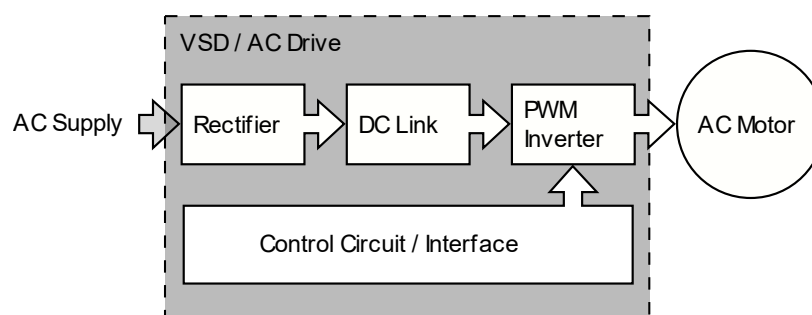 VSD / AC Drive
AC Supply
Rectifier
DC Link
PWM
Inverter
AC Motor
Control Circuit / Interface